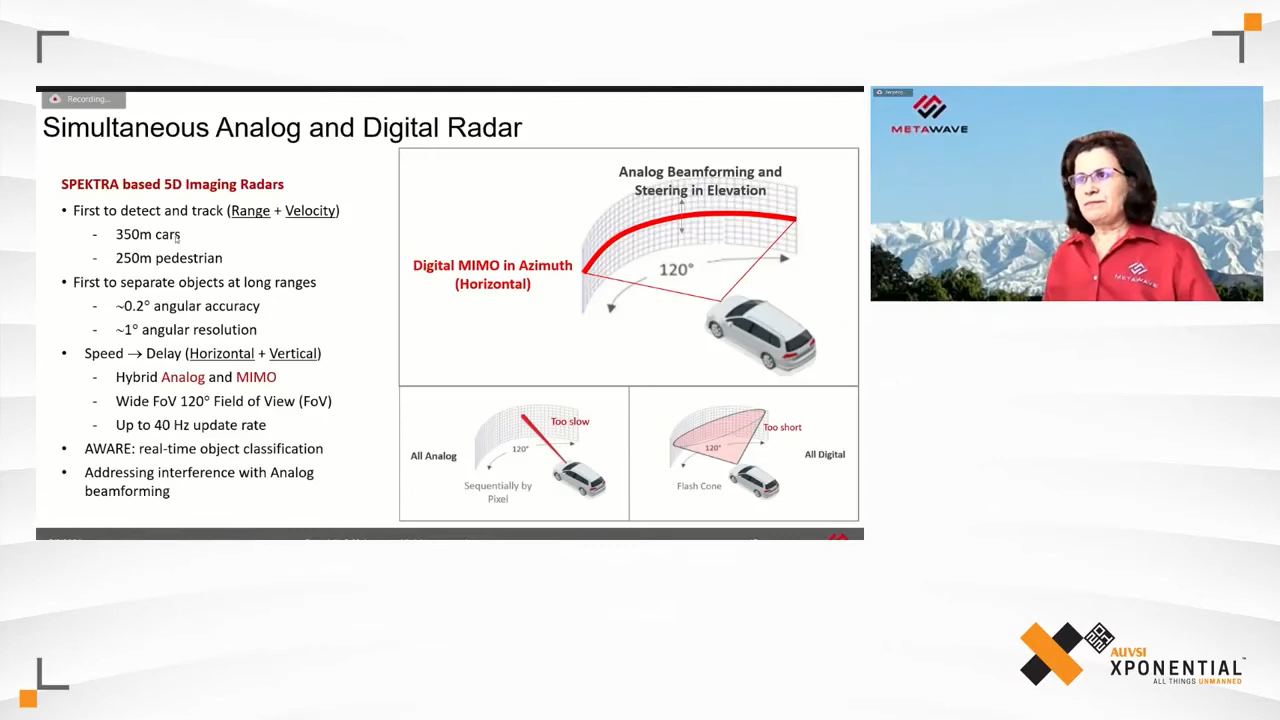 Recording...
Simultaneous Analog and Digital Radar
SPEKTRA based 5D Imaging Radars
• First to detect and track (Range + Velocity)
- 350m cars
- 250m pedestrian
• First to separate objects at long ranges
- ~0.2° angular accuracy
- ~1° angular resolution
• Speed → Delay (Horizontal + Vertical)
- Hybrid Analog and MIMO
- Wide FoV 120° Field of View (FoV)
- Up to 40 Hz update rate
• AWARE: real-time object classification
• Addressing interference with Analog
beamforming
Analog Beamforming and
Steering in Elevation
Digital MIMO in Azimuth
(Horizontal)
120°
Too slow
120°
All Analog
Sequentially by
Pixel
Too short
120°
All Digital
Flash Cone
METAWAVE
METAWAVE
AUVSI
XPONENTIAL™
ALL THINGS UNMANNED